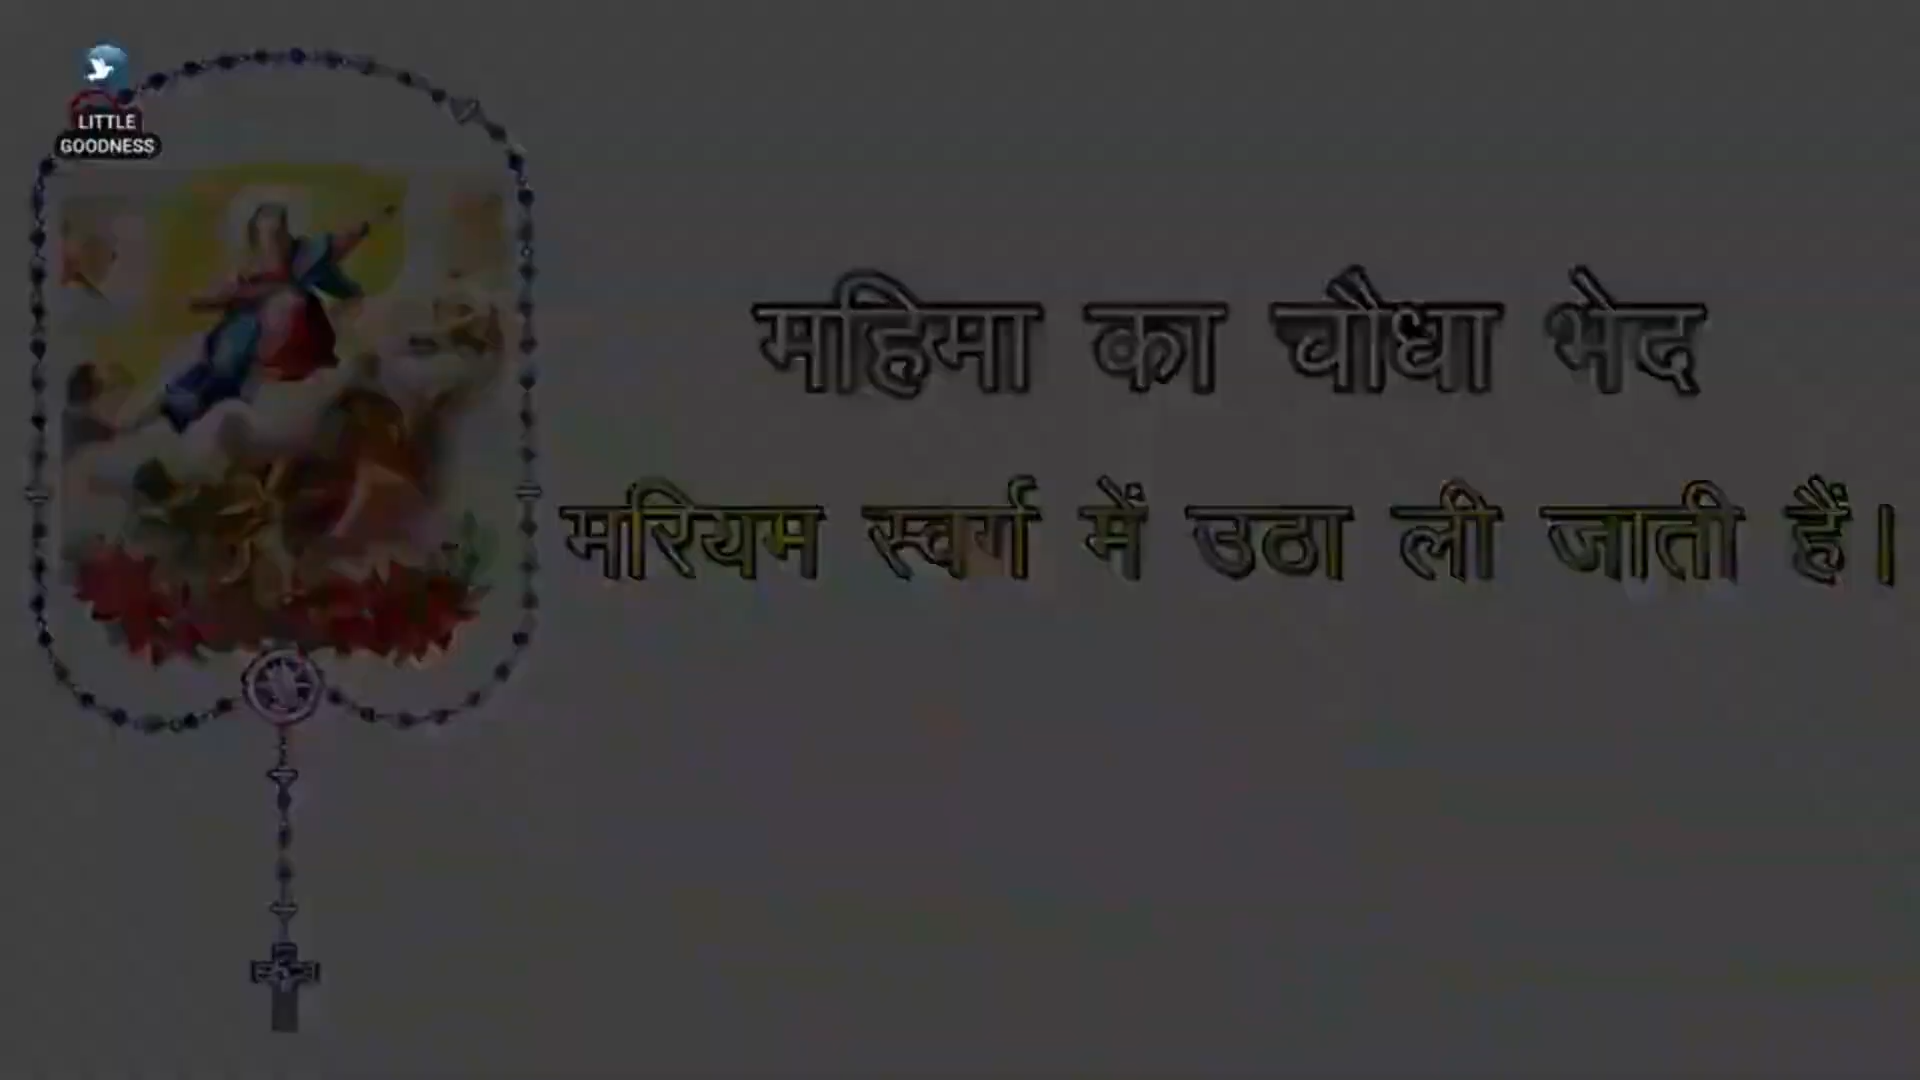 LITTLE
GOODNESS
महिमा का चौथा भेद
मरियम स्वर्ग में उठा ली जाती हैं।